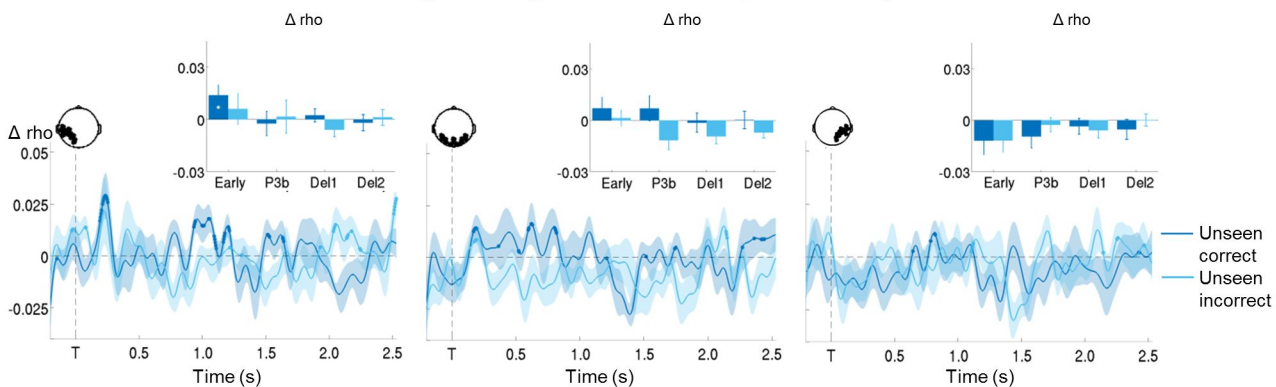 Δ rho
Δ rho
Δ rho
0.03
0
-0.03
Early P3b Del1 Del2
0.03
0
-0.03
Early P3b Del1 Del2
0.03
0
-0.03
Early P3b Del1 Del2
Δ rho
0.05
0.025
0
-0.025
T 0.5 1.0 1.5 2.0 2.5
Time (s)
T 0.5 1.0 1.5 2.0 2.5
Time (s)
T 0.5 1.0 1.5 2.0 2.5
Time (s)
Unseen
correct
Unseen
incorrect